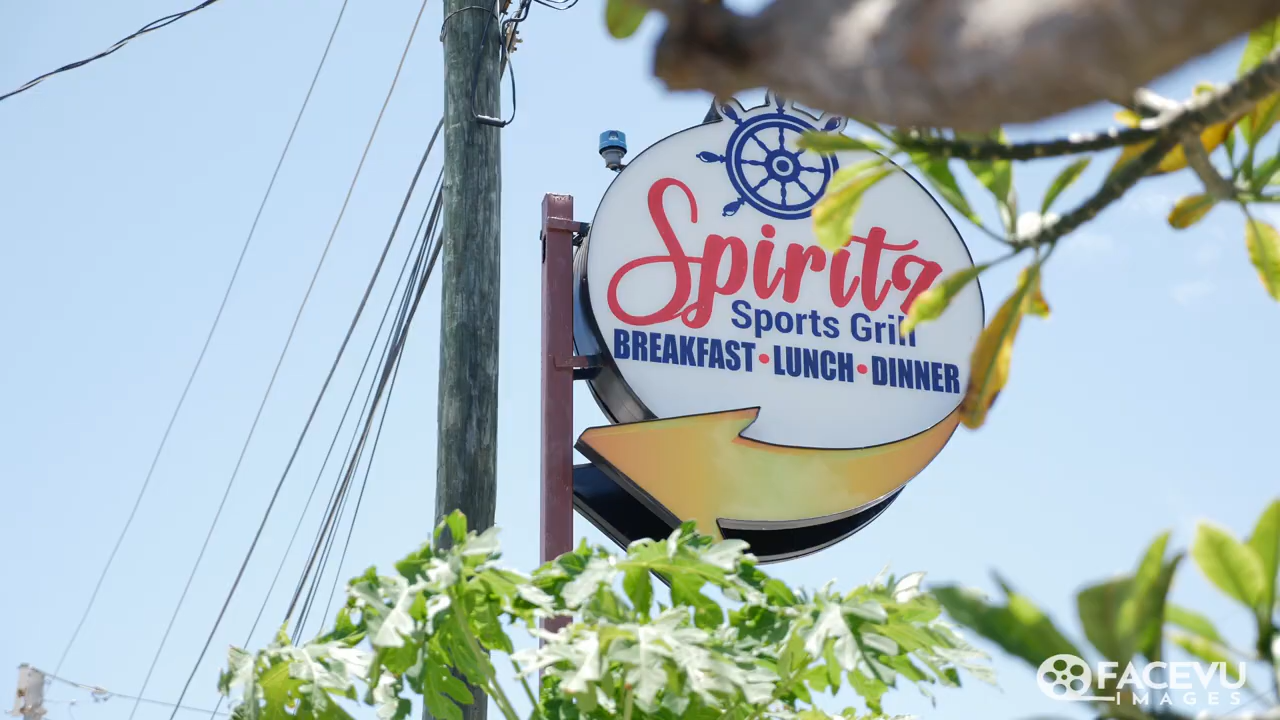 Spiritz
Sports Grill
BREAKFAST•LUNCH•DINNER
FACEVU
IMAGES